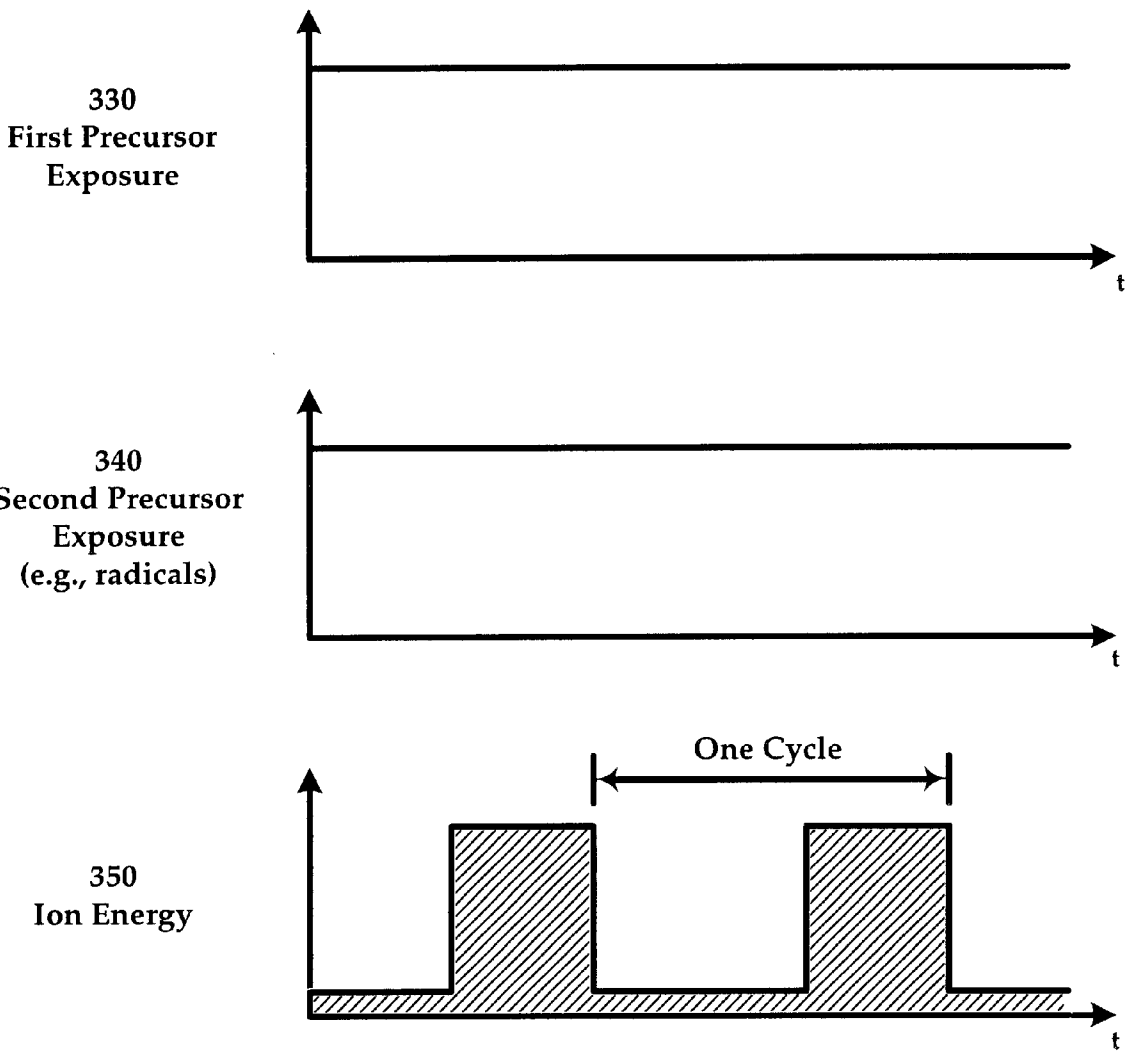 330
First Precursor
Exposure
t
340
Second Precursor
Exposure
(e.g., radicals)
t
One Cycle
350
Ion Energy
t